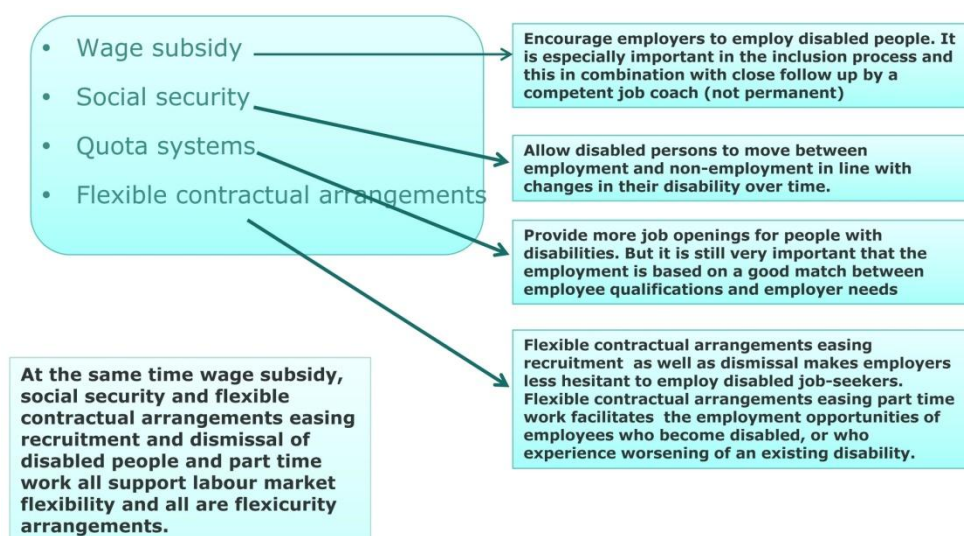 • Wage subsidy
• Social security
• Quota systems
• Flexible contractual arrangements
Encourage employers to employ disabled people. It
is especially important in the inclusion process and
this in combination with close follow up by a
competent job coach (not permanent)
Allow disabled persons to move between
employment and non-employment in line with
changes in their disability over time.
Provide more job openings for people with
disabilities. But it is still very important that the
employment is based on a good match between
employee qualifications and employer needs
Flexible contractual arrangements easing
recruitment as well as dismissal makes employers
less hesitant to employ disabled job-seekers.
Flexible contractual arrangements easing part time
work facilitates the employment opportunities of
employees who become disabled, or who
experience worsening of an existing disability.
At the same time wage subsidy,
social security and flexible
contractual arrangements easing
recruitment and dismissal of
disabled people and part time
work all support labour market
flexibility and all are flexicurity
arrangements.